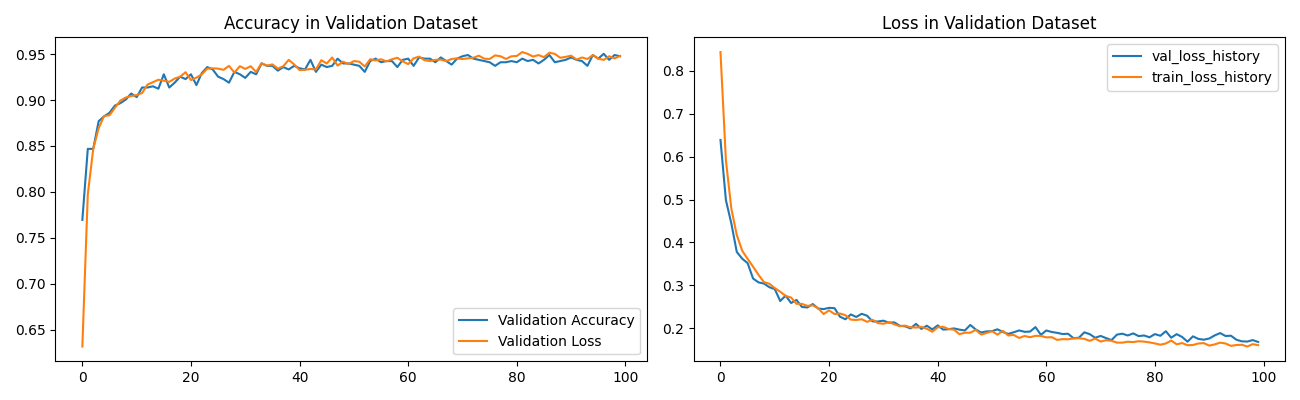 Accuracy in Validation Dataset
0.95
0.90
0.85
0.80
0.75
0.70
0.65
0 20 40 60 80 100
Validation Accuracy
Validation Loss
Loss in Validation Dataset
0.8
0.7
0.6
0.5
0.4
0.3
0.2
0 20 40 60 80 100
val_loss_history
train_loss_history